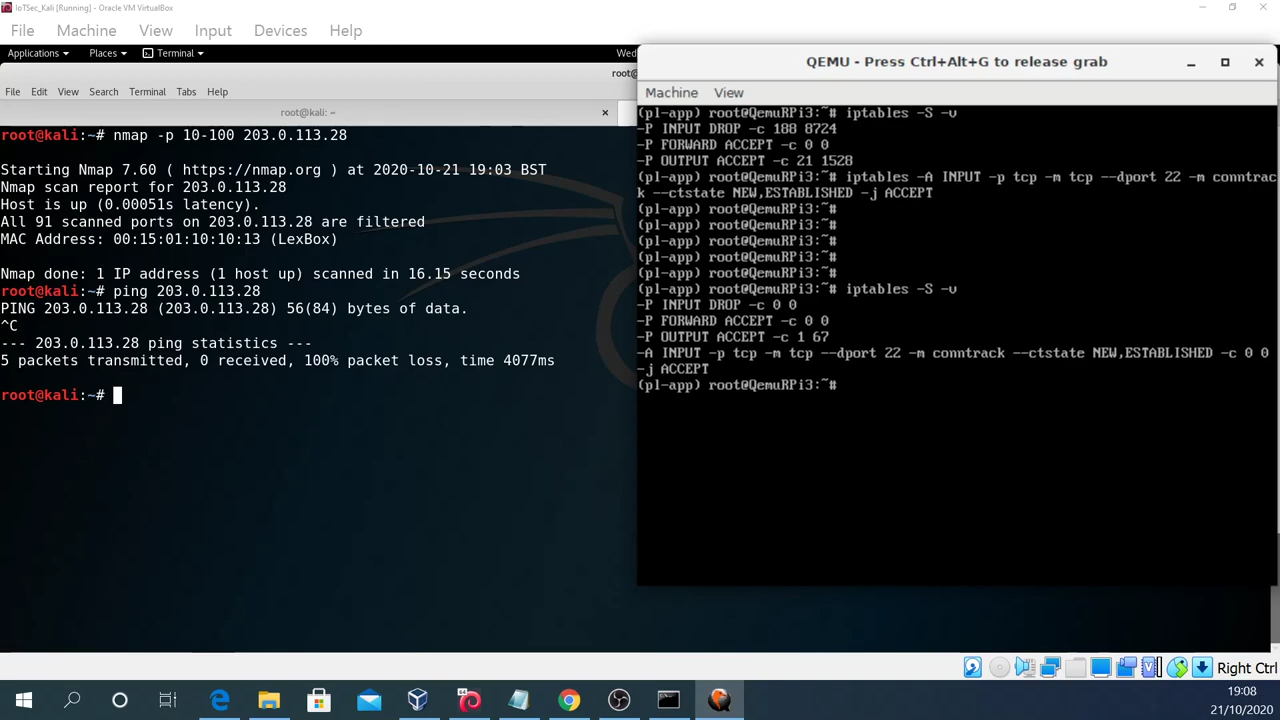 IoTSec_Kali [Running] - Oracle VM VirtualBox
File Machine View Input Devices Help
Applications Places Terminal Wed
root@
File Edit View Search Terminal Tabs Help
root@kali: ~
root@kali:~# nmap -p 10-100 203.0.113.28
Starting Nmap 7.60 ( https://nmap.org ) at 2020-10-21 19:03 BST
Nmap scan report for 203.0.113.28
Host is up (0.00051s latency).
All 91 scanned ports on 203.0.113.28 are filtered
MAC Address: 00:15:01:10:10:13 (LexBox)
Nmap done: 1 IP address (1 host up) scanned in 16.15 seconds
root@kali:~# ping 203.0.113.28
PING 203.0.113.28 (203.0.113.28) 56(84) bytes of data.
^C
--- 203.0.113.28 ping statistics ---
5 packets transmitted, 0 received, 100% packet loss, time 4077ms
root@kali:~#
QEMU - Press Ctrl+Alt+G to release grab
Machine View
(pl-app) root@QemuRPi3:~# iptables -S -v
-P INPUT DROP -c 188 8724
-P FORWARD ACCEPT -c 0 0
-P OUTPUT ACCEPT -c 21 1528
(pl-app) root@QemuRPi3:~# iptables -A INPUT -p tcp -m tcp --dport 22 -m conntrac
k --ctstate NEW,ESTABLISHED -j ACCEPT
(pl-app) root@QemuRPi3:~#
(pl-app) root@QemuRPi3:~#
(pl-app) root@QemuRPi3:~#
(pl-app) root@QemuRPi3:~#
(pl-app) root@QemuRPi3:~#
(pl-app) root@QemuRPi3:~# iptables -S -v
-P INPUT DROP -c 0 0
-P FORWARD ACCEPT -c 0 0
-P OUTPUT ACCEPT -c 1 67
-A INPUT -p tcp -m tcp --dport 22 -m conntrack --ctstate NEW,ESTABLISHED -c 0 0
-j ACCEPT
(pl-app) root@QemuRPi3:~#
Right Ctrl
19:08
21/10/2020